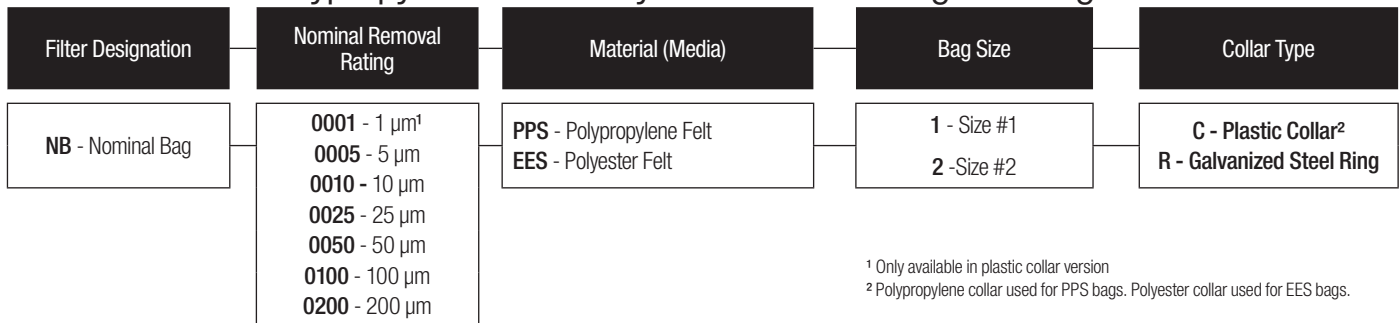 Filter Designation
Nominal Removal
Rating
Material (Media)
Bag Size
Collar Type
NB - Nominal Bag
0001 - 1 µm¹
0005 - 5 µm
0010 - 10 µm
0025 - 25 µm
0050 - 50 µm
0100 - 100 µm
0200 - 200 µm
PPS - Polypropylene Felt
EES - Polyester Felt
1 - Size #1
2 -Size #2
C - Plastic Collar²
R - Galvanized Steel Ring
¹ Only available in plastic collar version
² Polypropylene collar used for PPS bags. Polyester collar used for EES bags.